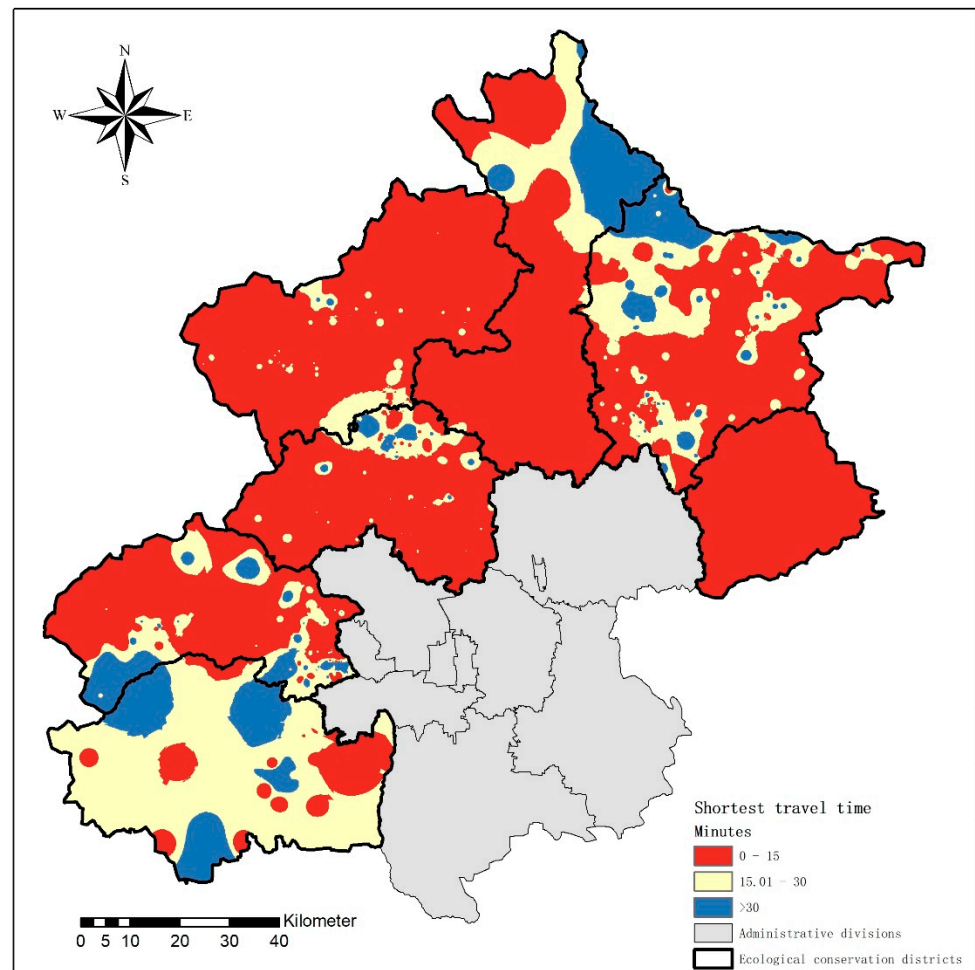 N
W E
S
Shortest travel time
Minutes
0 - 15
15.01 - 30
>30
Administrative divisions
Ecological conservation districts
Kilometer
0 5 10 20 30 40